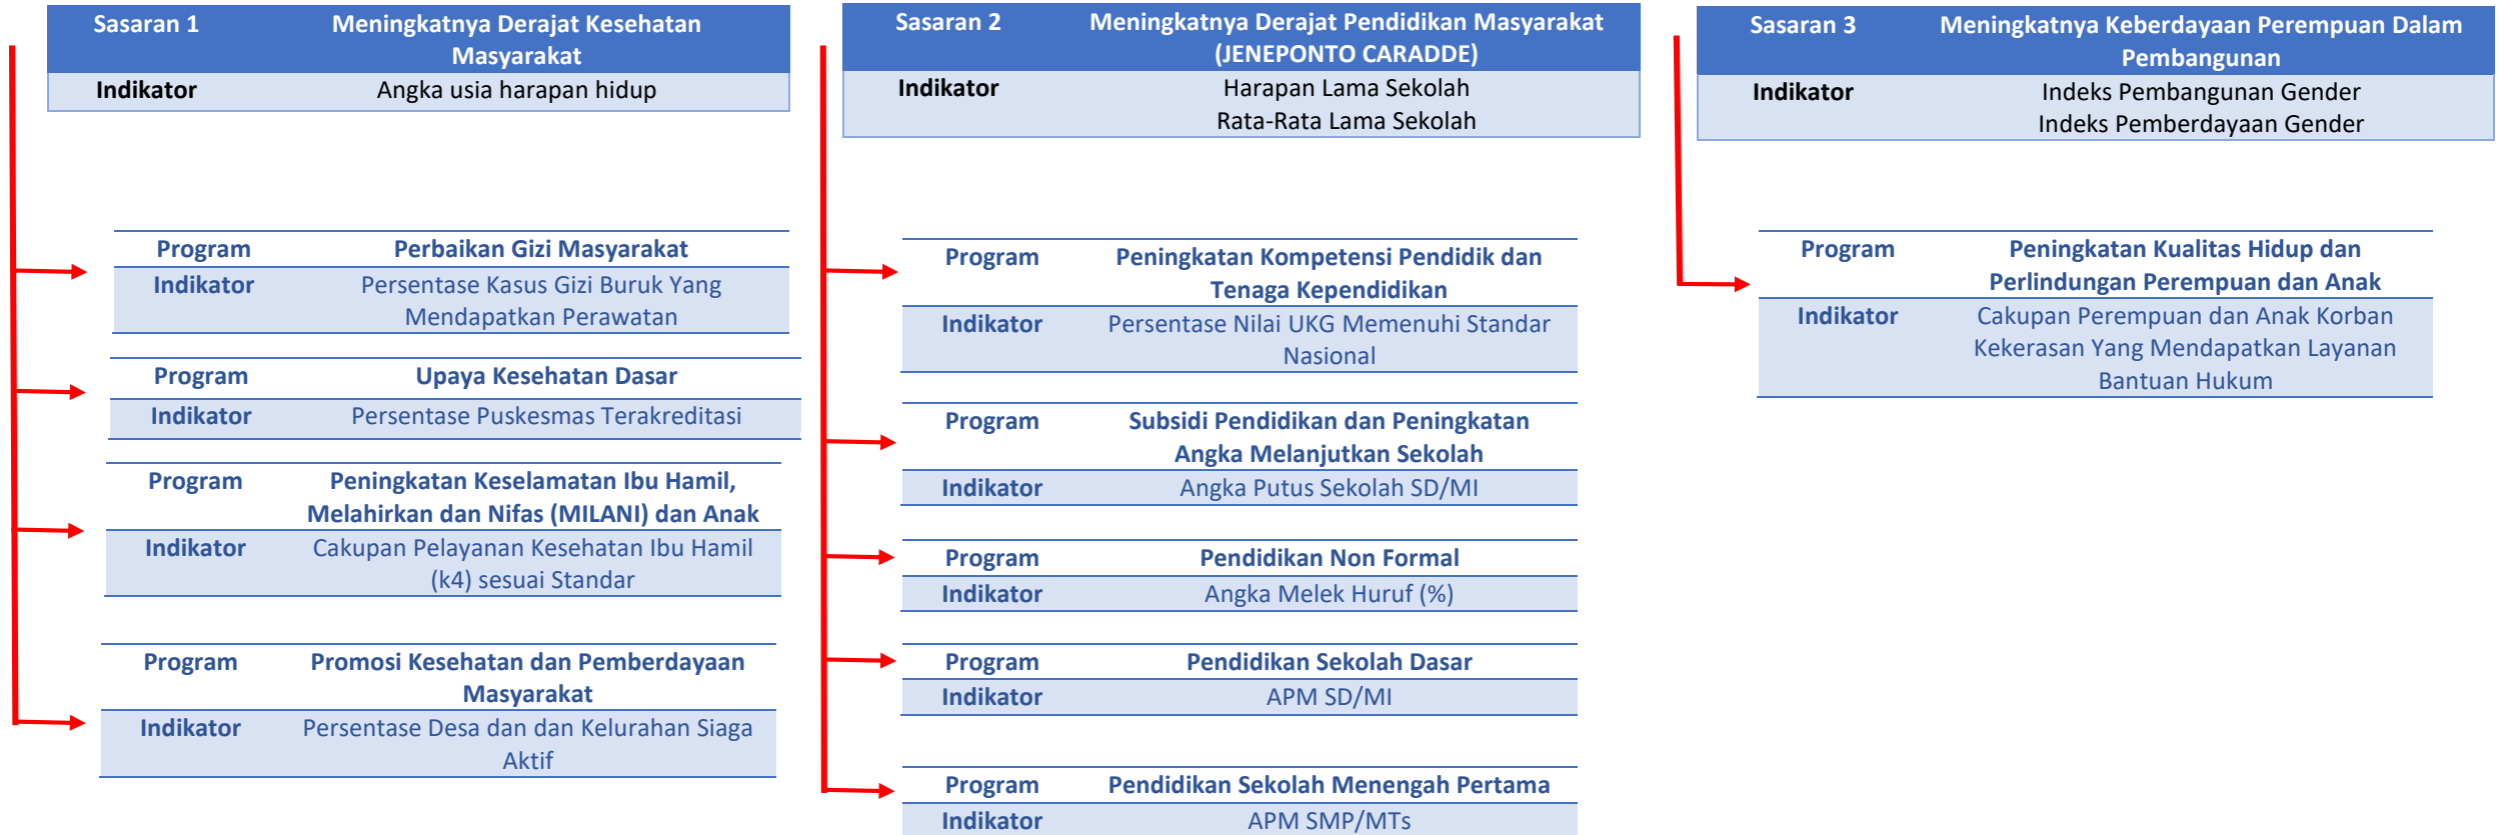 Sasaran 1 Meningkatnya Derajat Kesehatan
Masyarakat
Indikator Angka usia harapan hidup
Program Perbaikan Gizi Masyarakat
Indikator Persentase Kasus Gizi Buruk Yang
Mendapatkan Perawatan
Program Upaya Kesehatan Dasar
Indikator Persentase Puskesmas Terakreditasi
Program Peningkatan Keselamatan Ibu Hamil,
Melahirkan dan Nifas (MILANI) dan Anak
Indikator Cakupan Pelayanan Kesehatan Ibu Hamil
(k4) sesuai Standar
Program Promosi Kesehatan dan Pemberdayaan
Masyarakat
Indikator Persentase Desa dan dan Kelurahan Siaga
Aktif
Sasaran 2 Meningkatnya Derajat Pendidikan Masyarakat
(JENEPONTO CARADDE)
Indikator Harapan Lama Sekolah
Rata-Rata Lama Sekolah
Program Peningkatan Kompetensi Pendidik dan
Tenaga Kependidikan
Indikator Persentase Nilai UKG Memenuhi Standar
Nasional
Program Subsidi Pendidikan dan Peningkatan
Angka Melanjutkan Sekolah
Indikator Angka Putus Sekolah SD/MI
Program Pendidikan Non Formal
Indikator Angka Melek Huruf (%)
Program Pendidikan Sekolah Dasar
Indikator APM SD/MI
Program Pendidikan Sekolah Menengah Pertama
Indikator APM SMP/MTs
Sasaran 3 Meningkatnya Keberdayaan Perempuan Dalam
Pembangunan
Indikator Indeks Pembangunan Gender
Indeks Pemberdayaan Gender
Program Peningkatan Kualitas Hidup dan
Perlindungan Perempuan dan Anak
Indikator Cakupan Perempuan dan Anak Korban
Kekerasan Yang Mendapatkan Layanan
Bantuan Hukum